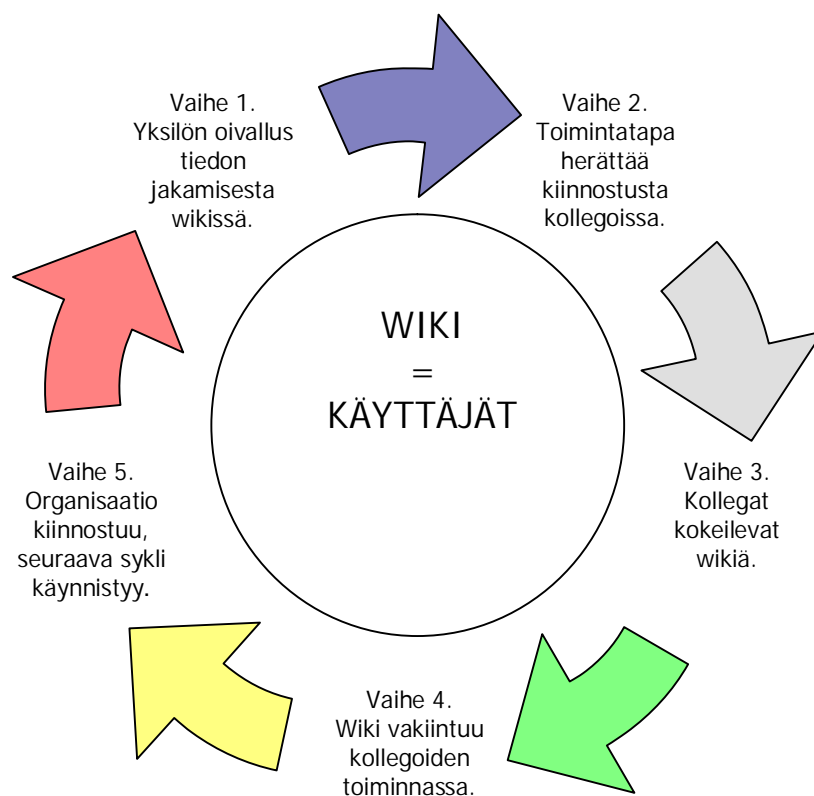 Vaihe 1.
Yksilön oivallus
tiedon
jakamisesta
wikissä.
Vaihe 2.
Toimintatapa
herättää
kiinnostusta
kollegoissa.
WIKI
=
KÄYTTÄJÄT
Vaihe 3.
Kollegat
kokeilevat
wikiä.
Vaihe 4.
Wiki vakiintuu
kollegoiden
toiminnassa.
Vaihe 5.
Organisaatio
kiinnostuu,
seuraava sykli
käynnistyy.